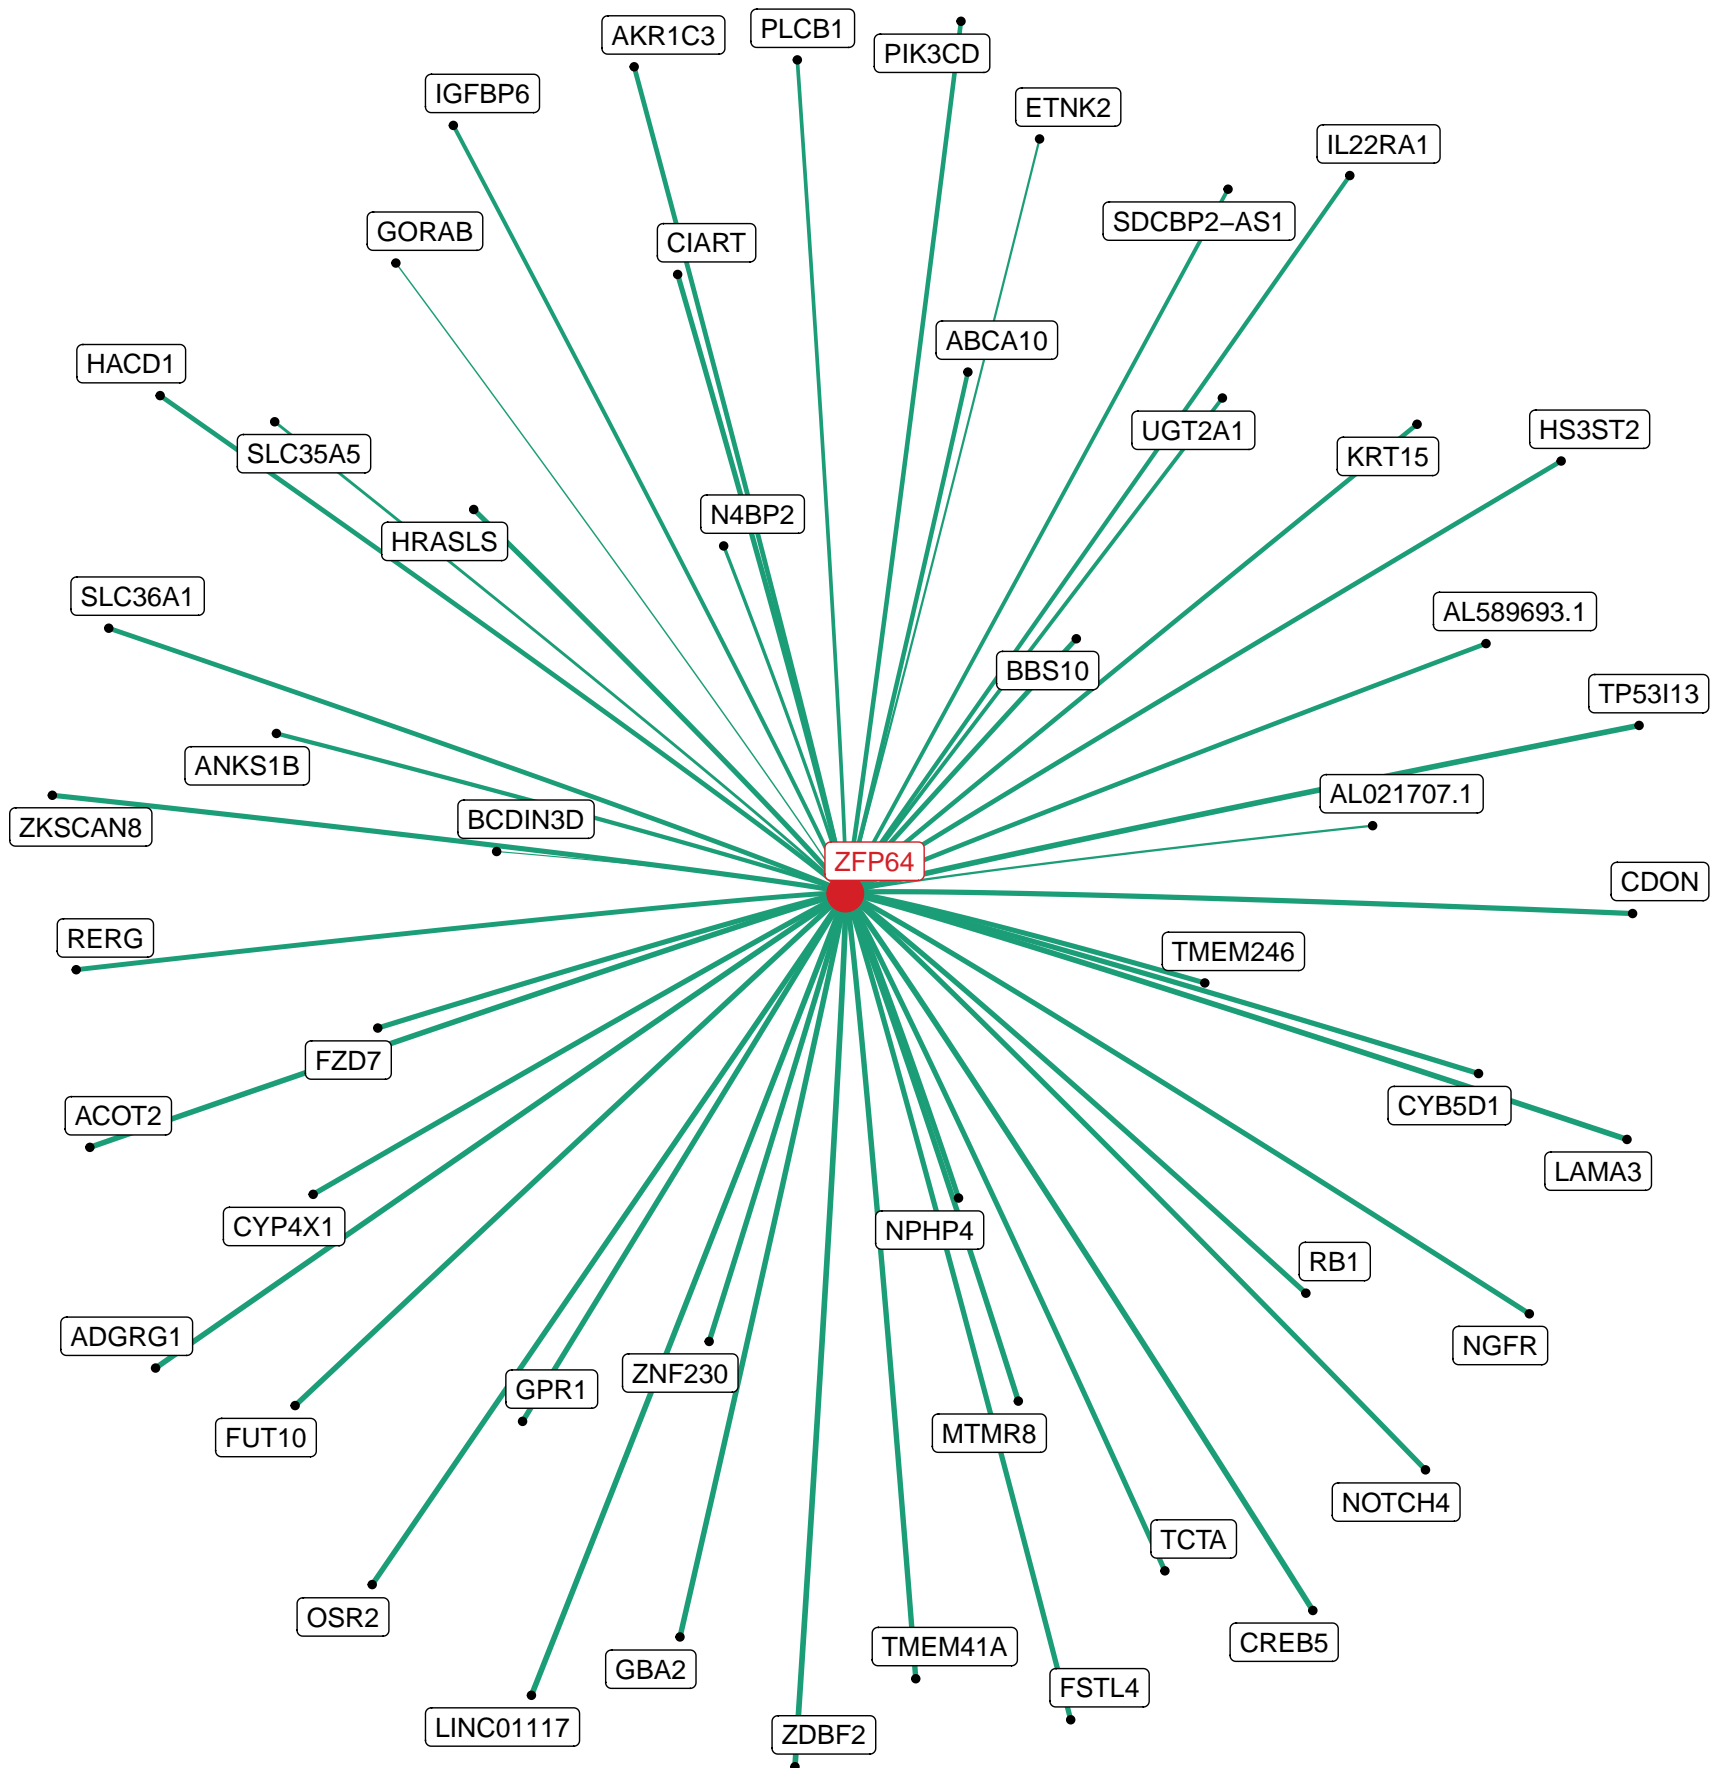 PLCB1
AKR1C3
PIK3CD
IGFBP6
ETNK2
IL22RA1
SDCBP2−AS1
GORAB
CIART
ABCA10
HACD1
UGT2A1
HS3ST2
SLC35A5
KRT15
N4BP2
HRASLS
SLC36A1
AL589693.1
BBS10
TP53I13
ANKS1B
AL021707.1
BCDIN3D
ZKSCAN8
ZFP64
CDON
RERG
TMEM246
FZD7
CYB5D1
ACOT2
LAMA3
CYP4X1
NPHP4
RB1
ADGRG1
NGFR
ZNF230
GPR1
MTMR8
FUT10
NOTCH4
TCTA
OSR2
CREB5
TMEM41A
GBA2
FSTL4
LINC01117
ZDBF2